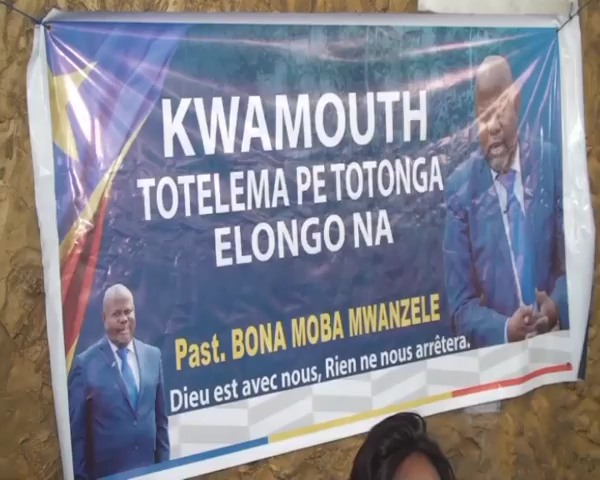 KWAMOUTH
TOTELEMA PE TOTONGA
ELONGO NA
Past. BONA MOBA MWANZELE
Dieu est avec nous, Rien ne nous arrêtera.